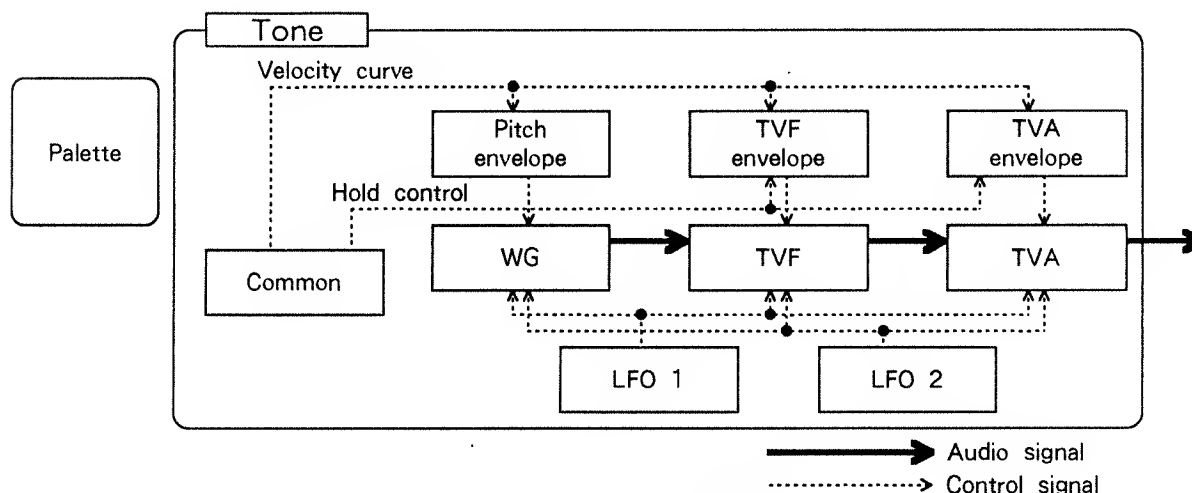 Tone
Velocity curve
Palette
Pitch
envelope
TVF
envelope
TVA
envelope
Hold control
Common
WG
TVF
TVA
LFO 1
LFO 2
Audio signal
Control signal